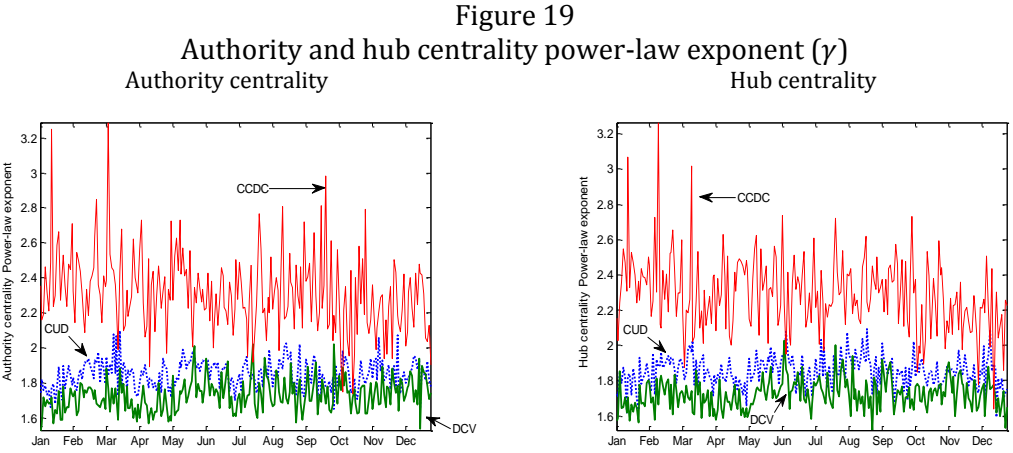 Figure 19
Authority and hub centrality power-law exponent (γ)
Authority centrality
Hub centrality
Authority centrality Power-law exponent
3.2
3
2.8
2.6
2.4
2.2
2
1.8
1.6
CCDC
CUD
DCV
Jan Feb Mar Apr May Jun Jul Aug Sep Oct Nov Dec
Hub centrality Power-law exponent
3.2
3
2.8
2.6
2.4
2.2
2
1.8
1.6
CCDC
CUD
DCV
Jan Feb Mar Apr May Jun Jul Aug Sep Oct Nov Dec